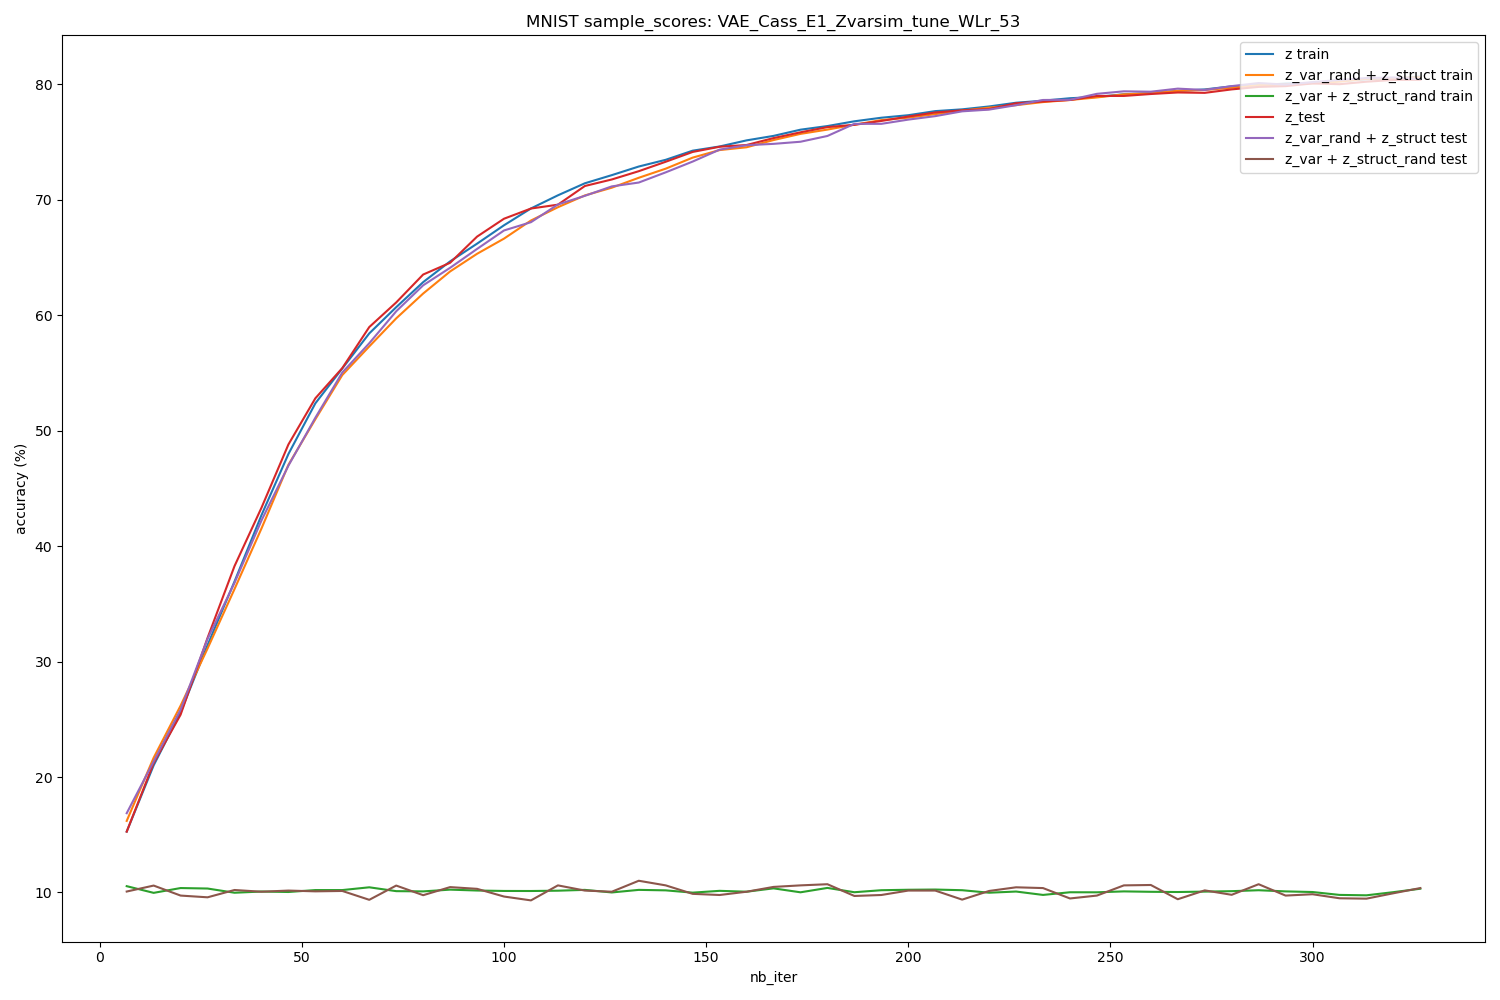 MNIST sample_scores: VAE_Cass_E1_Zvarsim_tune_WLr_53
z train
z_var_rand + z_struct train
z_var + z_struct_rand train
z_test
z_var_rand + z_struct test
z_var + z_struct_rand test
accuracy (%)
80
70
60
50
40
30
20
10
0
50
100
150
200
250
300
nb_iter